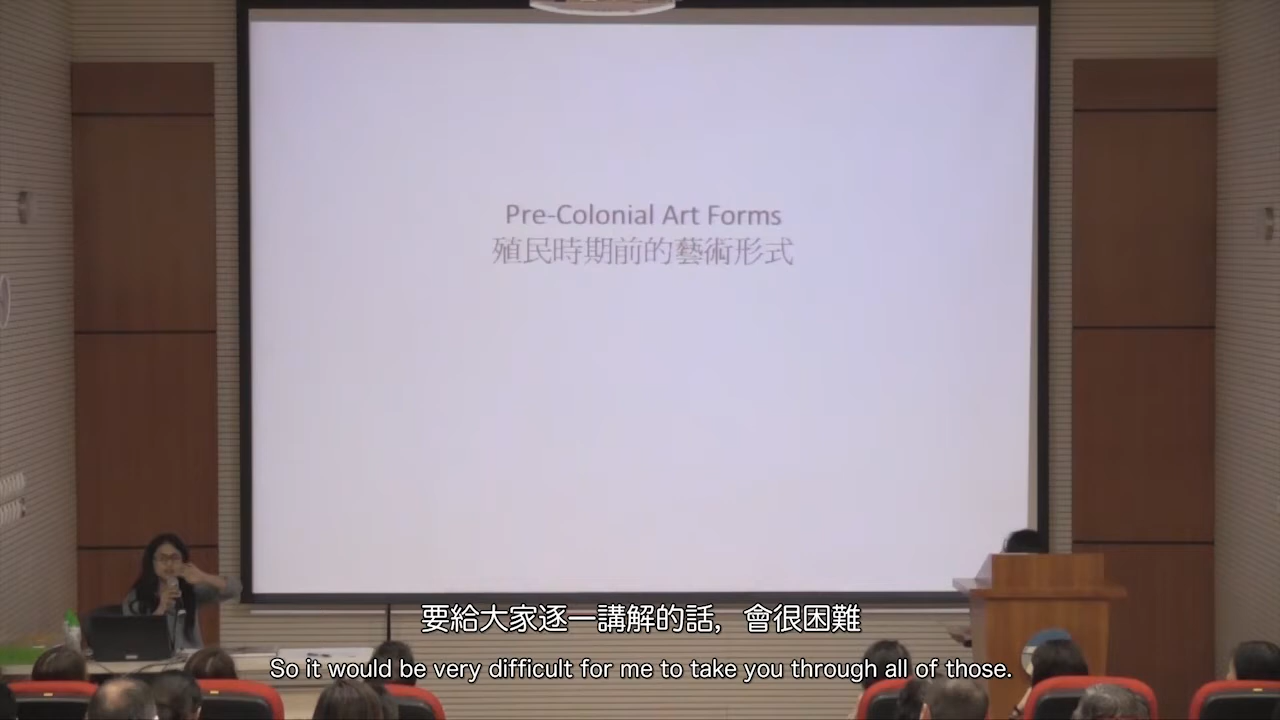 Pre-Colonial Art Forms
殖民時期前的藝術形式
要給大家逐一講解的話，會很困難
So it would be very difficult for me to take you through all of those.